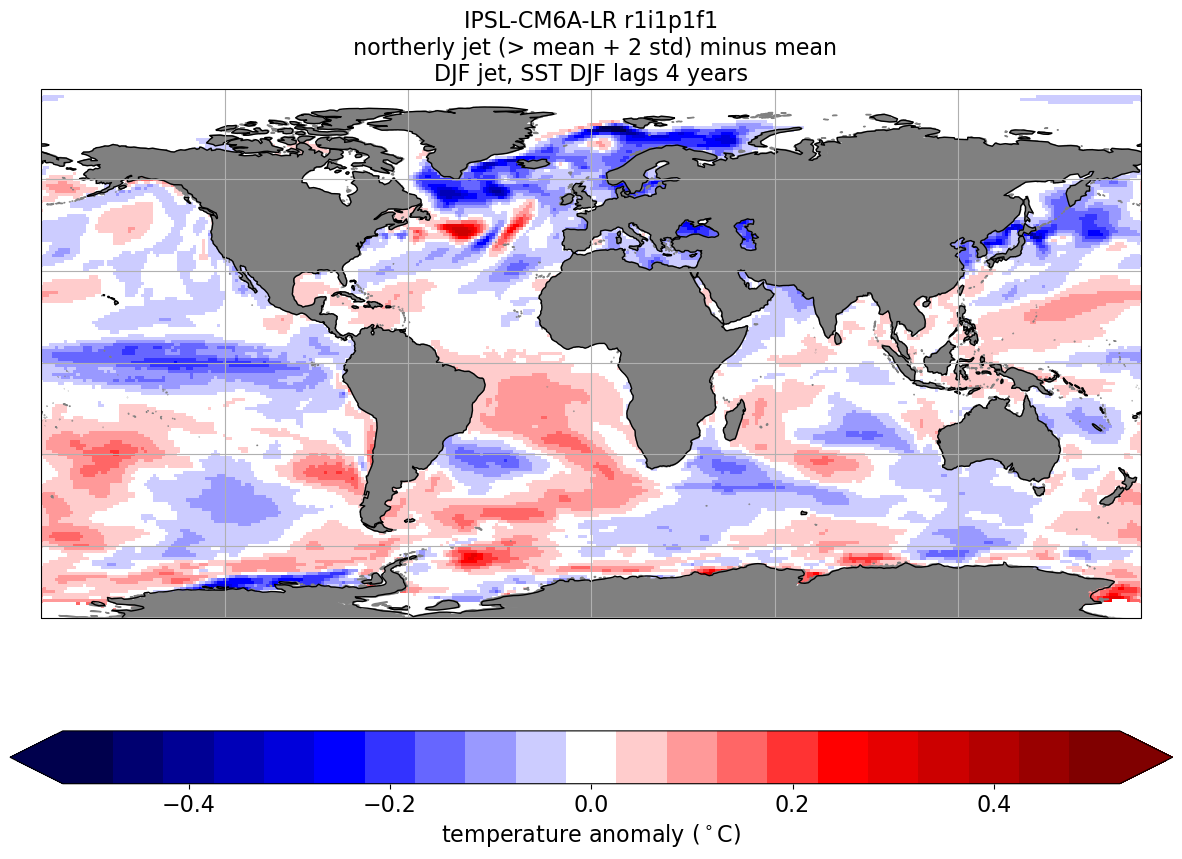 IPSL-CM6A-LR r1i1p1f1
northerly jet (> mean + 2 std) minus mean
DJF jet, SST DJF lags 4 years
−0.4 −0.2 0.0 0.2 0.4
temperature anomaly (°C)